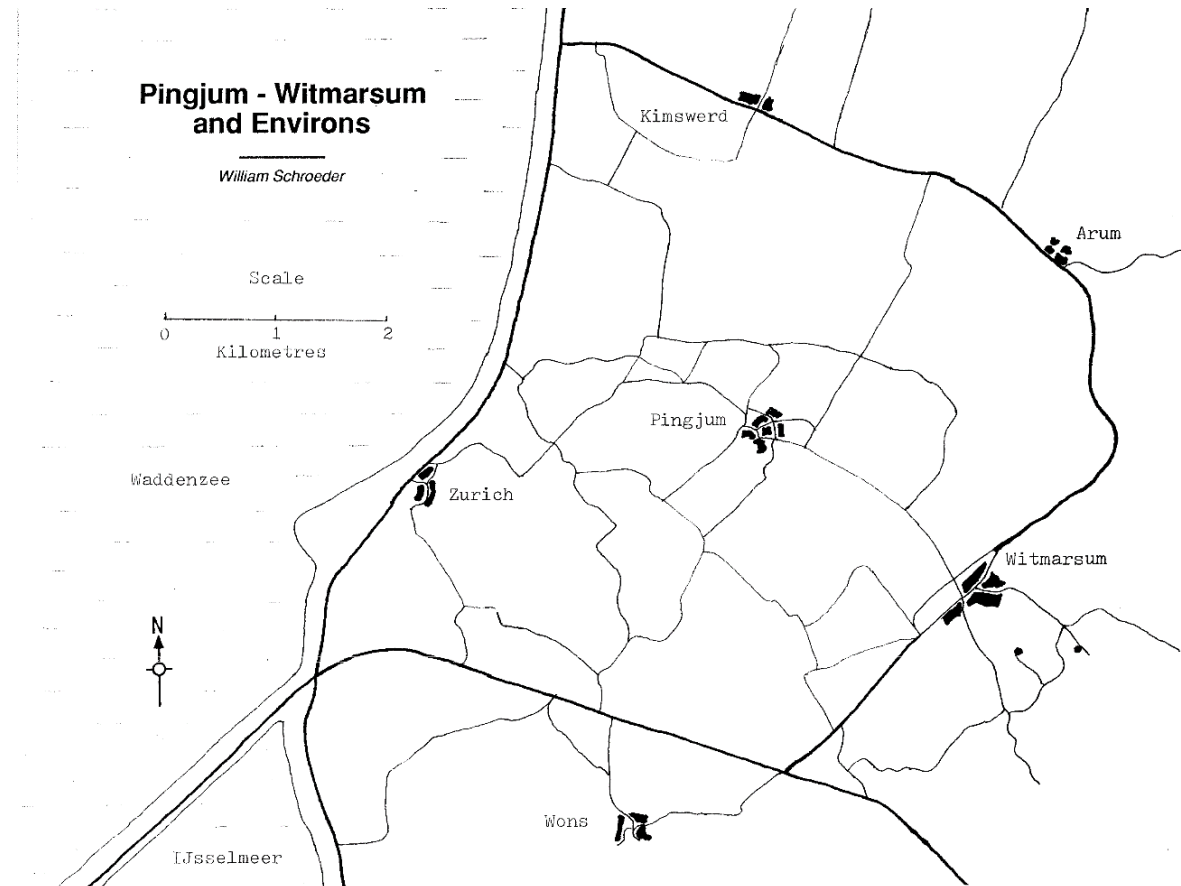 Pingjum - Witmarsum
and Environs
William Schroeder
Kimswerd
Arum
Scale
0 1 2
Kilometres
Pingjum
Waddenzee
Zurich
Witmarsum
N
Wons
IJsselmeer